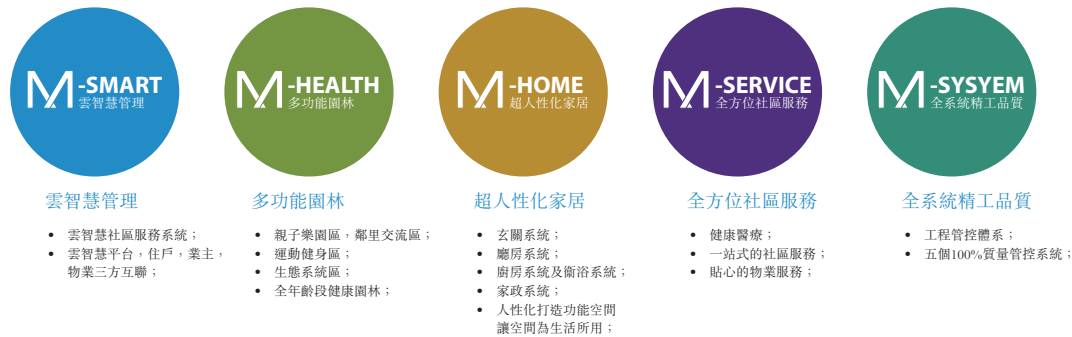 M-SMART
雲智慧管理
M-HEALTH
多功能園林
M-HOME
超人性化家居
M-SERVICE
全方位社區服務
M-SYSYEM
全系統精工品質
雲智慧管理
• 雲智慧社區服務系統；
• 雲智慧平台，住戶，業主，
物業三方互聯；
多功能園林
• 親子樂園區，鄰里交流區；
• 運動健身區；
• 生態系統區；
• 全年齡段健康園林；
超人性化家居
• 玄關系統；
• 廳房系統；
• 廚房系統及衛浴系統；
• 家政系統；
• 人性化打造功能空間
讓空間為生活所用；
全方位社區服務
• 健康醫療；
• 一站式的社區服務；
• 貼心的物業服務；
全系統精工品質
• 工程管控體系；
• 五個100%質量管控系統；